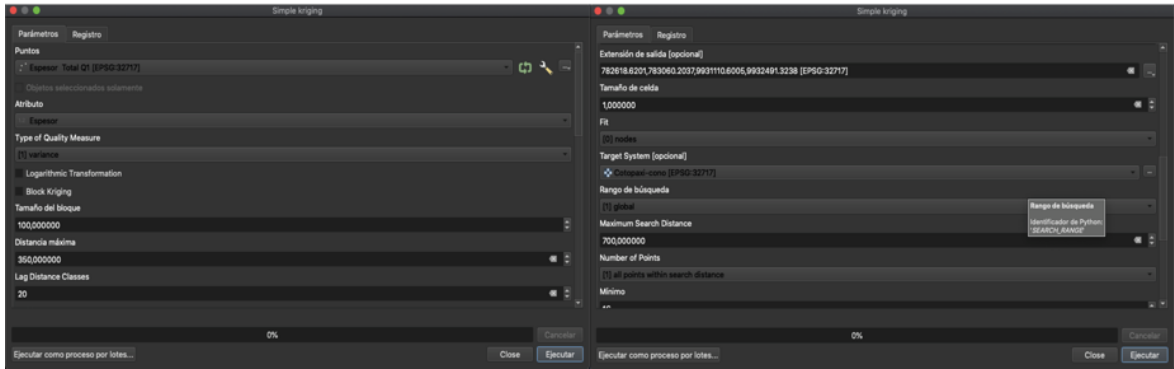 Simple kriging
Parámetros Registro
Puntos
Espesor Total Q1 [EPSG:32717]
Objetos seleccionados solamente
Atributo
Espesor
Type of Quality Measure
[1] variance
Logarithmic Transformation
Block Kriging
Tamaño del bloque
100,000000
Distancia máxima
350,000000
Lag Distance Classes
20
0%
Cancelar
Ejecutar como proceso por lotes...
Close
Ejecutar
Simple kriging
Parámetros Registro
Extensión de salida [opcional]
782618.6201,783060.2037,9931110.6005,9932491.3238 [EPSG:32717]
Tamaño de celda
1,000000
Fit
[0] nodes
Target System [opcional]
Cotopaxi-cono [EPSG:32717]
Rango de búsqueda
[1] global
Rango de búsqueda
Identificador de Python:
'SEARCH_RANGE'
Maximum Search Distance
700,000000
Number of Points
[1] all points within search distance
Mínimo
0%
Cancelar
Ejecutar como proceso por lotes...
Close
Ejecutar